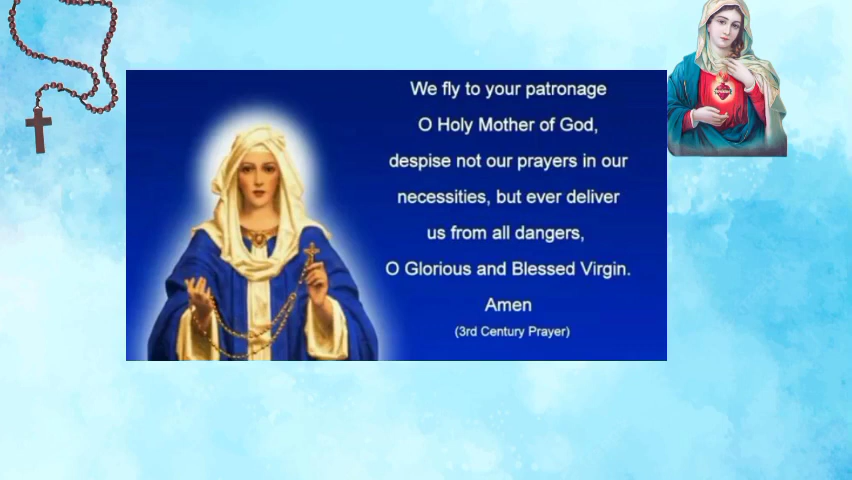 We fly to your patronage
O Holy Mother of God,
despise not our prayers in our
necessities, but ever deliver
us from all dangers,
O Glorious and Blessed Virgin.
Amen
(3rd Century Prayer)